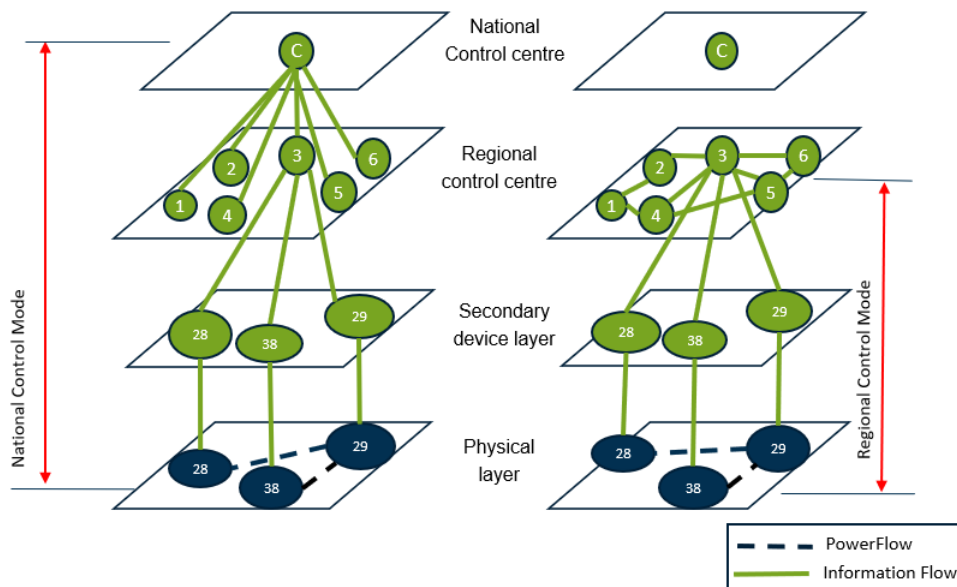 National
Control centre
C
C
Regional
control centre
1
2
3
4
5
6
1
2
3
4
5
6
Secondary
device layer
28
38
29
28
38
29
Physical
layer
28
38
29
28
38
29
National Control Mode
Regional Control Mode
PowerFlow
Information Flow